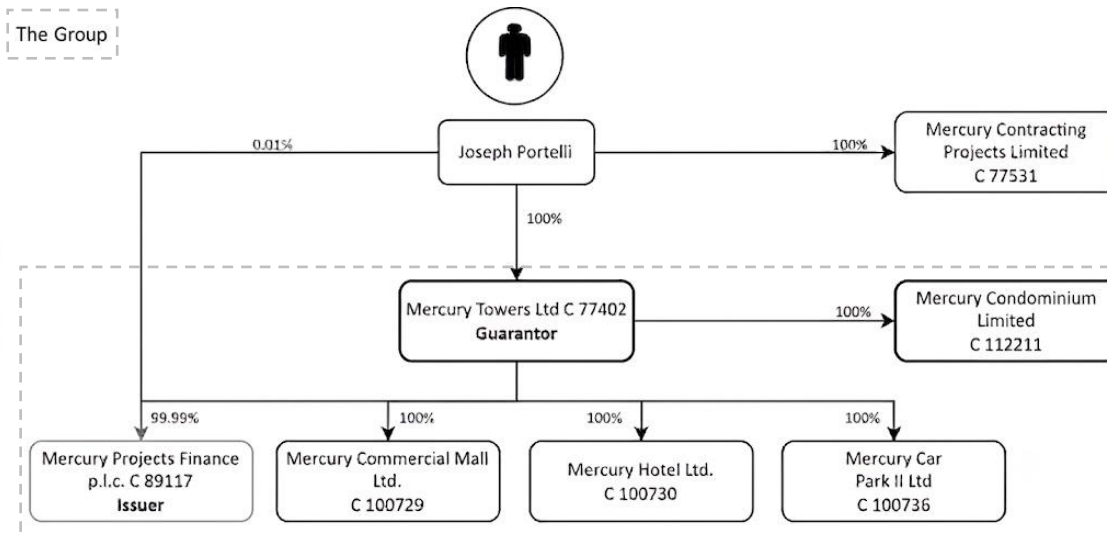 The Group
Joseph Portelli
0.01%
100%
Mercury Contracting
Projects Limited
C 77531
100%
Mercury Towers Ltd C 77402
Guarantor
100%
Mercury Condominium
Limited
C 112211
99.99%
100%
100%
100%
Mercury Projects Finance
p.l.c. C 89117
Issuer
Mercury Commercial Mall
Ltd.
C 100729
Mercury Hotel Ltd.
C 100730
Mercury Car
Park II Ltd
C 100736